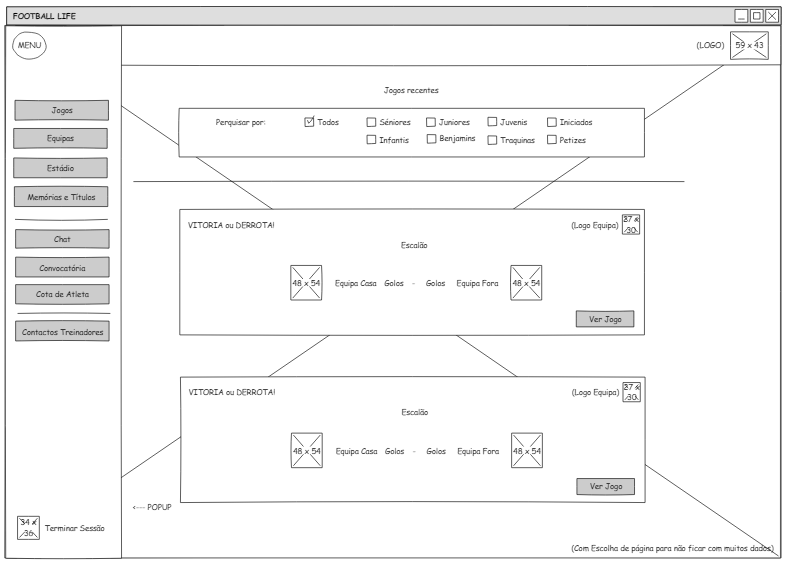 FOOTBALL LIFE
MENU
(LOGO) 59 x 43
Jogos
Equipas
Estádio
Memórias e Títulos
Chat
Convocatória
Cota de Atleta
Contactos Treinadores
34 x
36
Terminar Sessão
Jogos recentes
Perquisar por: Todos Séniores Juniores Juvenis Iniciados
Infantis Benjamins Traquinas Petizes
VITORIA ou DERROTA! (Logo Equipa) 37 x
30
Escalão
48 x 54 Equipa Casa Golos - Golos Equipa Fora 48 x 54
Ver Jogo
VITORIA ou DERROTA! (Logo Equipa) 37 x
30
Escalão
48 x 54 Equipa Casa Golos - Golos Equipa Fora 48 x 54
Ver Jogo
<--- POPUP
(Com Escolha de página para não ficar com muitos dados)